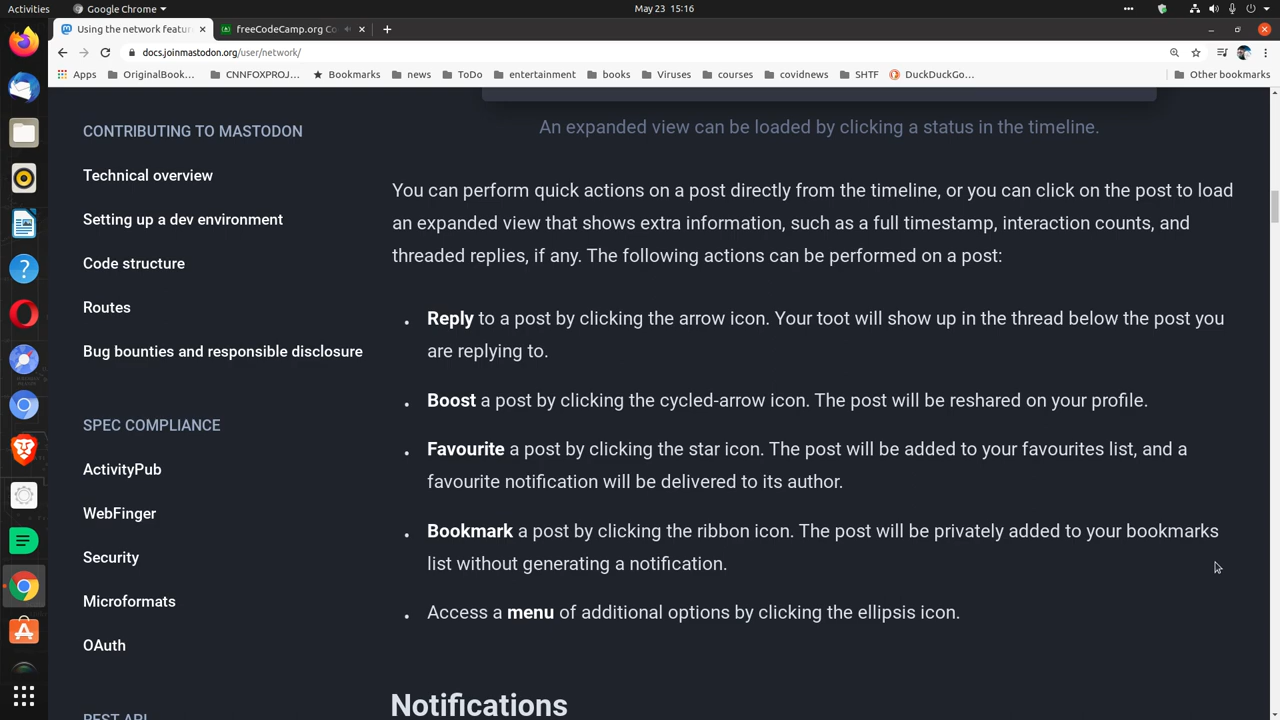 Activities
Google Chrome
May 23 15:16
Using the network featur
freeCodeCamp.org Co
docs.joinmastodon.org/user/network/
Apps
OriginalBook...
CNNFOXPROJ...
Bookmarks
news
ToDo
entertainment
books
Viruses
courses
covidnews
SHTF
DuckDuckGo...
Other bookmarks
CONTRIBUTING TO MASTODON
Technical overview
Setting up a dev environment
Code structure
Routes
Bug bounties and responsible disclosure
SPEC COMPLIANCE
ActivityPub
WebFinger
Security
Microformats
OAuth
REST API
An expanded view can be loaded by clicking a status in the timeline.
You can perform quick actions on a post directly from the timeline, or you can click on the post to load
an expanded view that shows extra information, such as a full timestamp, interaction counts, and
threaded replies, if any. The following actions can be performed on a post:
• Reply to a post by clicking the arrow icon. Your toot will show up in the thread below the post you
are replying to.
• Boost a post by clicking the cycled-arrow icon. The post will be reshared on your profile.
• Favourite a post by clicking the star icon. The post will be added to your favourites list, and a
favourite notification will be delivered to its author.
• Bookmark a post by clicking the ribbon icon. The post will be privately added to your bookmarks
list without generating a notification.
• Access a menu of additional options by clicking the ellipsis icon.
Notifications